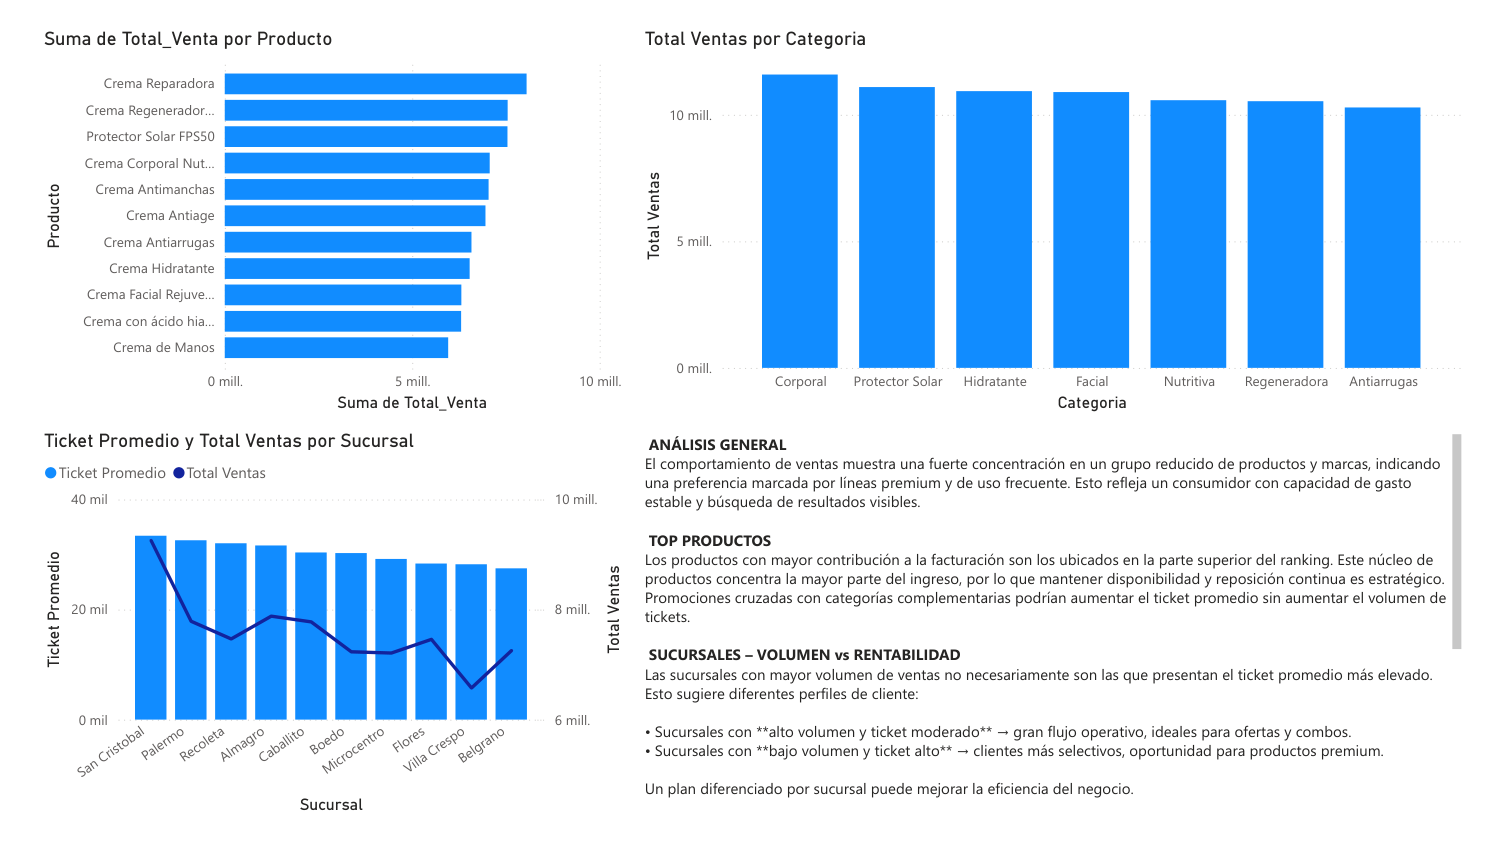 Suma de Total_Venta por Producto
Producto
Crema Reparadora
Crema Regenerador...
Protector Solar FPS50
Crema Corporal Nut...
Crema Antimanchas
Crema Antiage
Crema Antiarrugas
Crema Hidratante
Crema Facial Rejuve...
Crema con ácido hia...
Crema de Manos
0 mill. 5 mill. 10 mill.
Suma de Total_Venta
Total Ventas por Categoria
Total Ventas
10 mill.
5 mill.
0 mill.
Corporal Protector Solar Hidratante Facial Nutritiva Regeneradora Antiarrugas
Categoria
Ticket Promedio y Total Ventas por Sucursal
Ticket Promedio Total Ventas
Ticket Promedio
40 mil
20 mil
0 mil
10 mill.
8 mill.
6 mill.
Total Ventas
San Cristobal Palermo Recoleta Almagro Caballito Boedo Microcentro Flores Villa Crespo Belgrano
Sucursal
ANÁLISIS GENERAL
El comportamiento de ventas muestra una fuerte concentración en un grupo reducido de productos y marcas, indicando
una preferencia marcada por líneas premium y de uso frecuente. Esto refleja un consumidor con capacidad de gasto
estable y búsqueda de resultados visibles.
TOP PRODUCTOS
Los productos con mayor contribución a la facturación son los ubicados en la parte superior del ranking. Este núcleo de
productos concentra la mayor parte del ingreso, por lo que mantener disponibilidad y reposición continua es estratégico.
Promociones cruzadas con categorías complementarias podrían aumentar el ticket promedio sin aumentar el volumen de
tickets.
SUCURSALES – VOLUMEN vs RENTABILIDAD
Las sucursales con mayor volumen de ventas no necesariamente son las que presentan el ticket promedio más elevado.
Esto sugiere diferentes perfiles de cliente:
• Sucursales con **alto volumen y ticket moderado** → gran flujo operativo, ideales para ofertas y combos.
• Sucursales con **bajo volumen y ticket alto** → clientes más selectivos, oportunidad para productos premium.
Un plan diferenciado por sucursal puede mejorar la eficiencia del negocio.